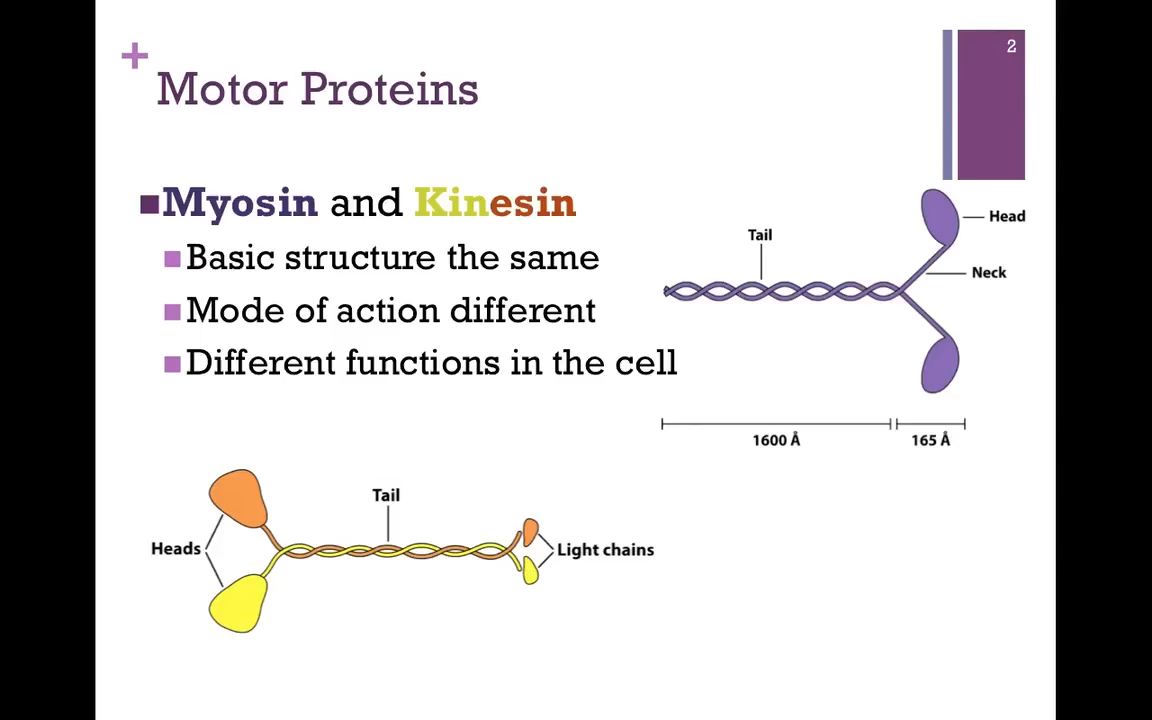 2
+
Motor Proteins
Myosin and Kinesin
Basic structure the same
Mode of action different
Different functions in the cell
Head
Tail
Neck
1600 Å
165 Å
Tail
Heads
Light chains